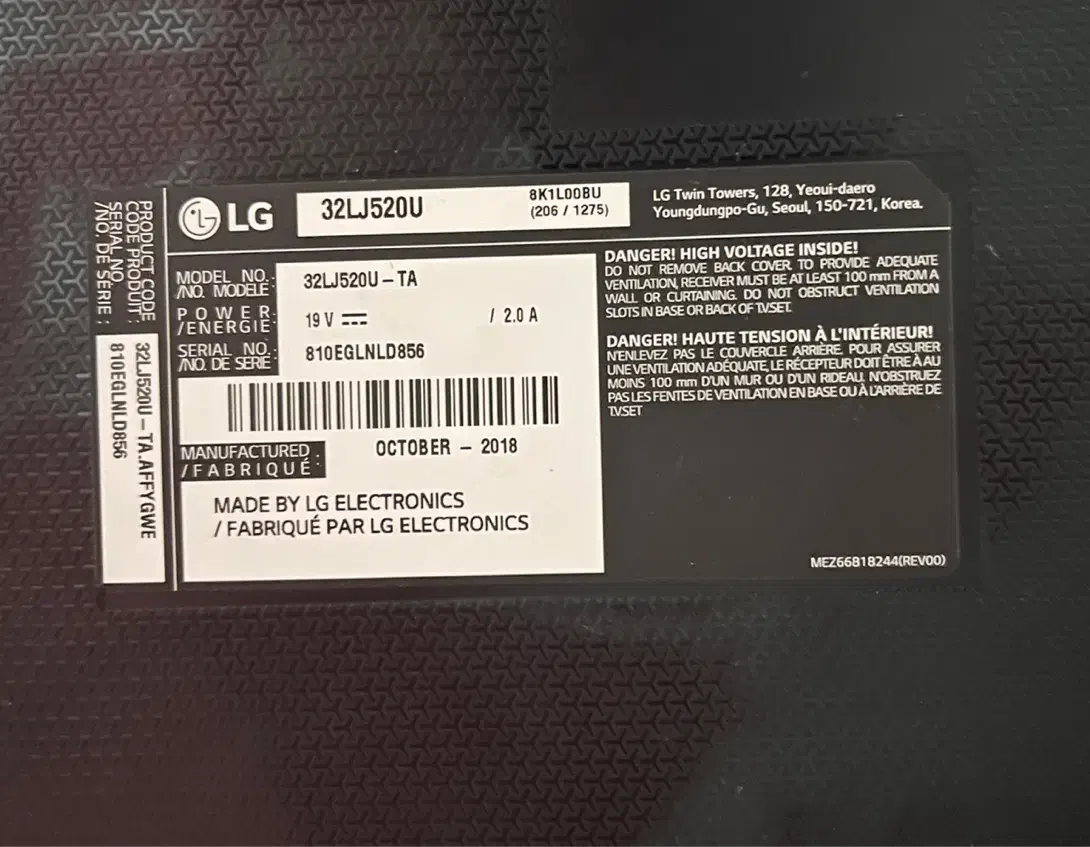 PRODUCT CODE
CODE PRODUIT :
SERIAL NO.
/NO. DE SÉRIE :
32LJ520U – TA.AFFYGWE
810EGLNLD856
LG
32LJ520U
8K1L00BU
(206 / 1275)
LG Twin Towers, 128, Yeoui-daero
Youngdungpo-Gu, Seoul, 150-721, Korea.
MODEL NO.
/NO. MODÈLE :
32LJ520U – TA
POWER
/ÉNERGIE :
19 V / 2.0 A
SERIAL NO.
/NO. DE SÉRIE :
810EGLNLD856
MANUFACTURED
/FABRIQUÉ :
OCTOBER – 2018
MADE BY LG ELECTRONICS
/ FABRIQUÉ PAR LG ELECTRONICS
DANGER! HIGH VOLTAGE INSIDE!
DO NOT REMOVE BACK COVER. TO PROVIDE ADEQUATE
VENTILATION, RECEIVER MUST BE AT LEAST 100 mm FROM A
WALL OR CURTAINING. DO NOT OBSTRUCT VENTILATION
SLOTS IN BASE OR BACK OF TV.SET.
DANGER! HAUTE TENSION À L'INTÉRIEUR!
N'ENLEVEZ PAS LE COUVERCLE ARRIÈRE. POUR ASSURER
UNE VENTILATION ADÉQUATE, LE RÉCEPTEUR DOIT ÊTRE À AU
MOINS 100 mm D'UN MUR OU D'UN RIDEAU. N'OBSTRUEZ
PAS LES FENTES DE VENTILATION EN BASE OU À L'ARRIÈRE DE
TV.SET
MEZ66818244(REV00)